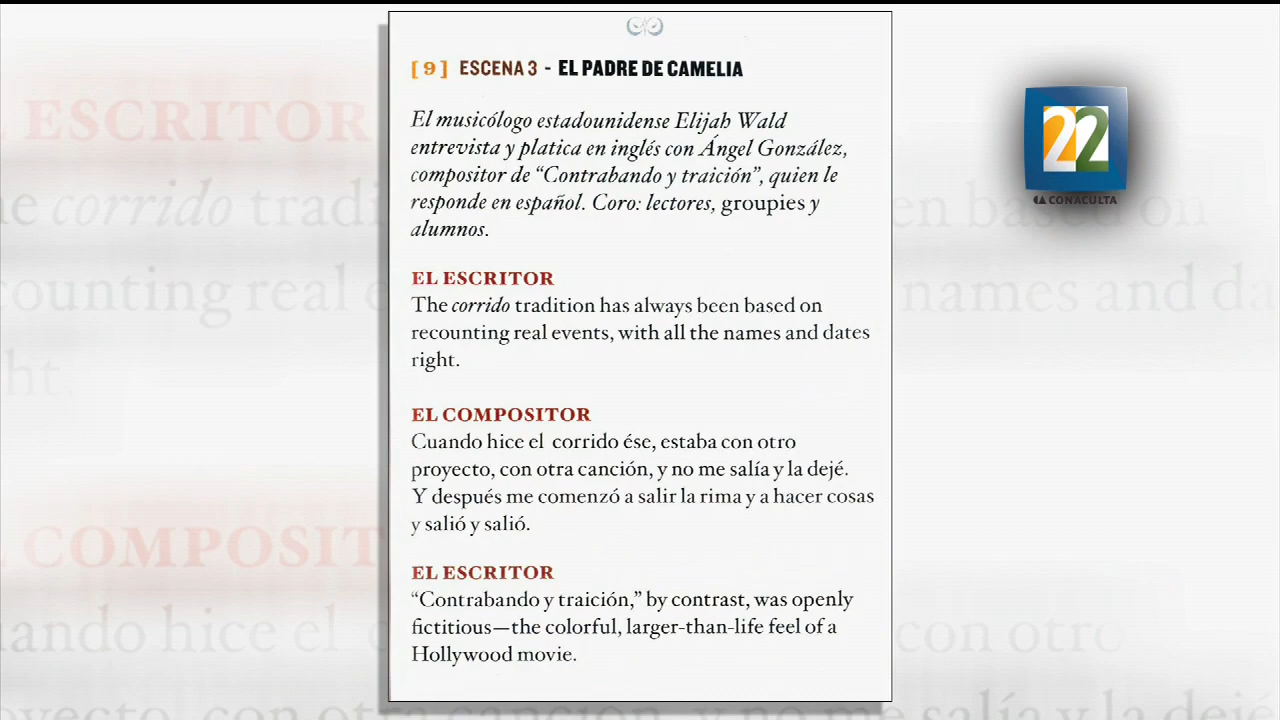 [ 9 ] ESCENA 3 - EL PADRE DE CAMELIA
El musicólogo estadounidense Elijah Wald
entrevista y platica en inglés con Ángel González,
compositor de “Contrabando y traición”, quien le
responde en español. Coro: lectores, groupies y
alumnos.
EL ESCRITOR
The corrido tradition has always been based on
recounting real events, with all the names and dates
right.
EL COMPOSITOR
Cuando hice el corrido ése, estaba con otro
proyecto, con otra canción, y no me salía y la dejé.
Y después me comenzó a salir la rima y a hacer cosas
y salió y salió.
EL ESCRITOR
“Contrabando y traición,” by contrast, was openly
fictitious—the colorful, larger-than-life feel of a
Hollywood movie.
22
CONACULTA